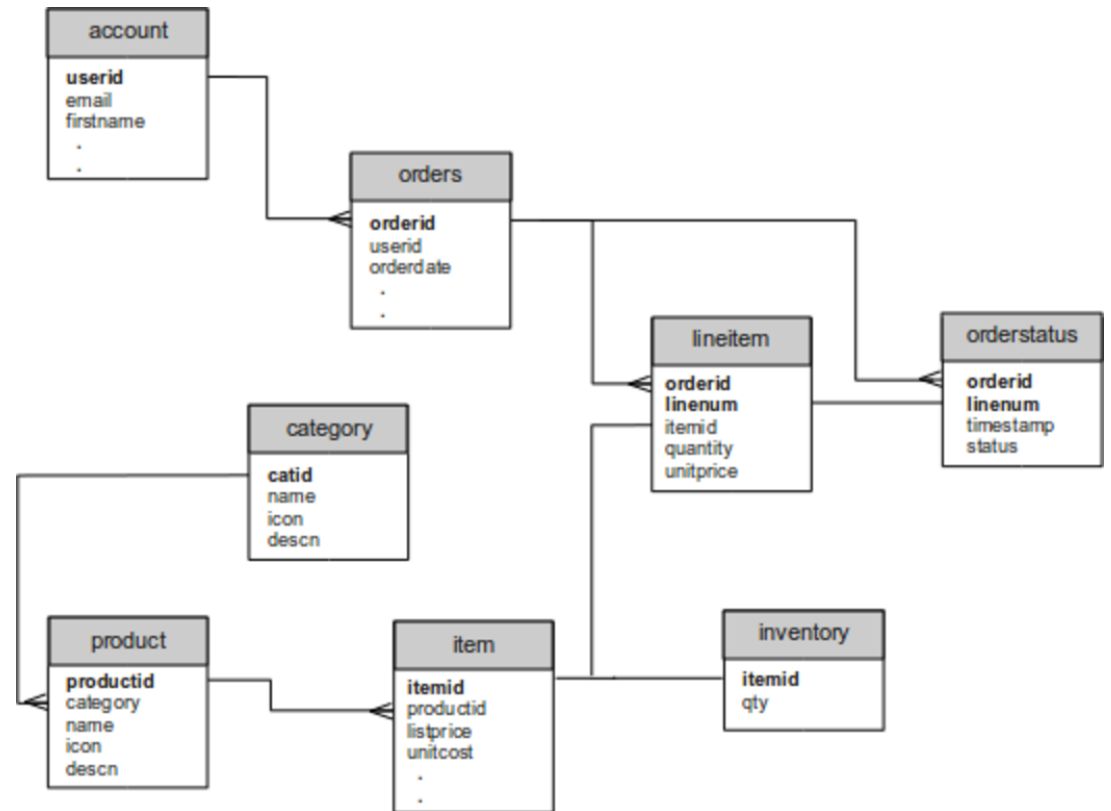 account
userid
email
firstname
.
.
orders
orderid
userid
orderdate
.
.
lineitem
orderid
linenum
itemid
quantity
unitprice
orderstatus
orderid
linenum
timestamp
status
category
catid
name
icon
descn
product
productid
category
name
icon
descn
item
itemid
productid
listprice
unitcost
.
.
inventory
itemid
qty